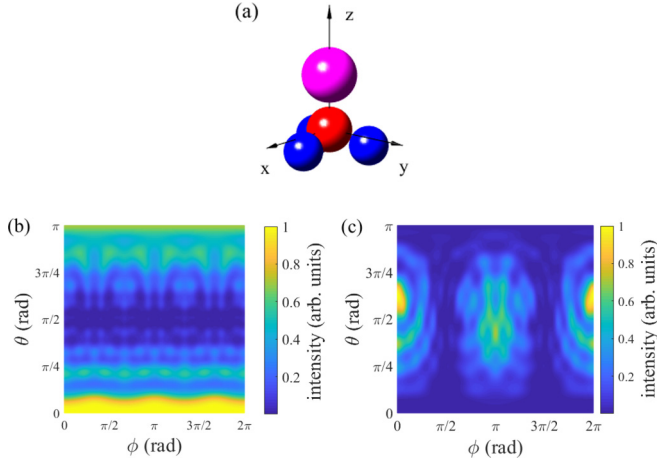 (a)
z
x
y
(b)
π
3π/4
π/2
π/4
0
θ (rad)
0
π/2
π
3π/2
2π
ϕ (rad)
1
0.8
0.6
0.4
0.2
intensity (arb. units)
(c)
π
3π/4
π/2
π/4
0
θ (rad)
0
π/2
π
3π/2
2π
ϕ (rad)
1
0.8
0.6
0.4
0.2
intensity (arb. units)